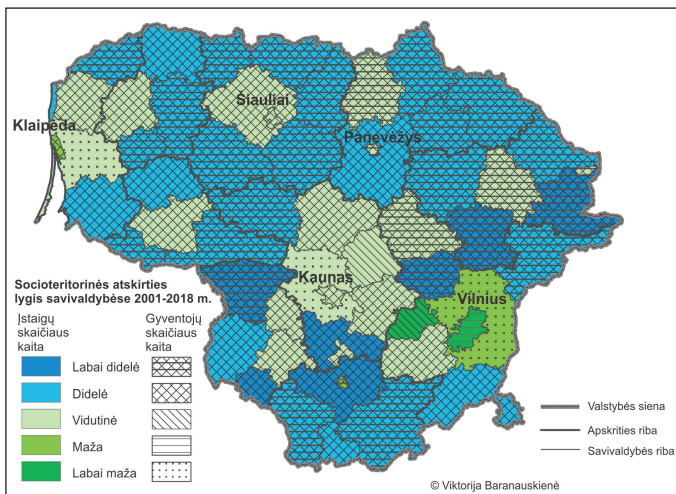 Šiauliai
Klaipėda
Panevėžys
Kaunas
Vilnius
Socioteritorinės atskirties
lygis savivaldybėse 2001-2018 m.
Įstaigų
skaičiaus
kaita
Gyventojų
skaičiaus
kaita
Labai didelė
Didelė
Vidutinė
Maža
Labai maža
Valstybės siena
Apskrities riba
Savivaldybės riba
© Viktorija Baranauskienė